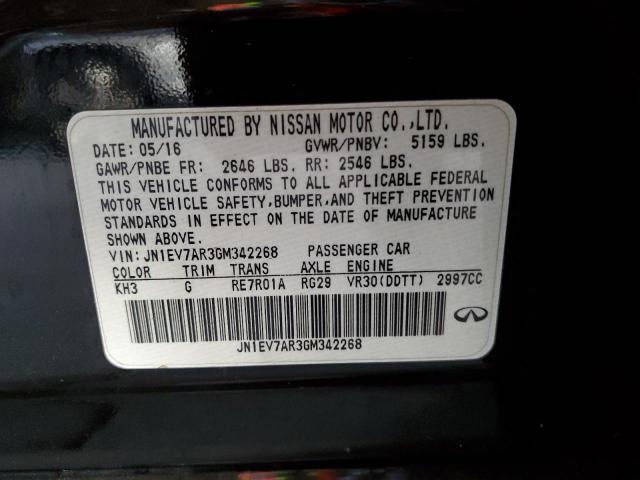 MANUFACTURED BY NISSAN MOTOR CO.,LTD.
DATE: 05/16 GVWR/PNBV: 5159 LBS.
GAWR/PNBE FR: 2646 LBS. RR: 2546 LBS.
THIS VEHICLE CONFORMS TO ALL APPLICABLE FEDERAL
MOTOR VEHICLE SAFETY,BUMPER,AND THEFT PREVENTION
STANDARDS IN EFFECT ON THE DATE OF MANUFACTURE
SHOWN ABOVE.
VIN: JN1EV7AR3GM342268 PASSENGER CAR
COLOR TRIM TRANS AXLE ENGINE
KH3 G RE7R01A RG29 VR30(DDTT) 2997CC
JN1EV7AR3GM342268